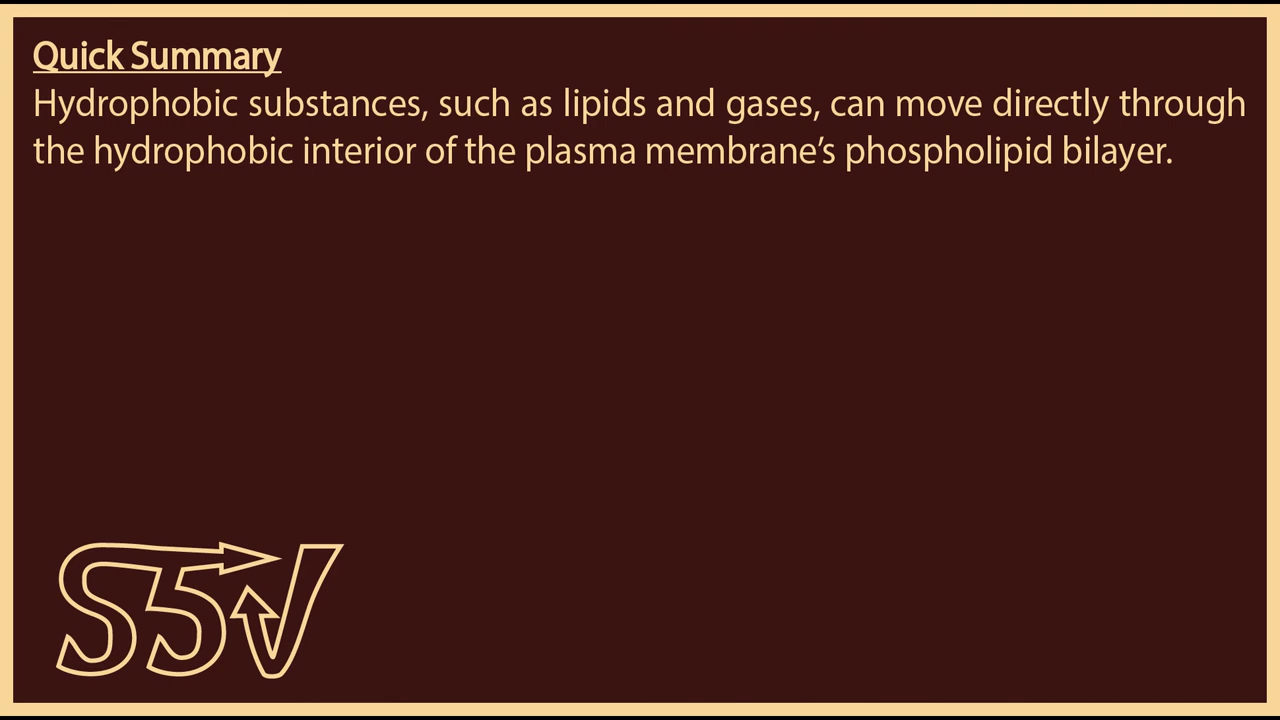 Quick Summary
Hydrophobic substances, such as lipids and gases, can move directly through
the hydrophobic interior of the plasma membrane’s phospholipid bilayer.
S5V